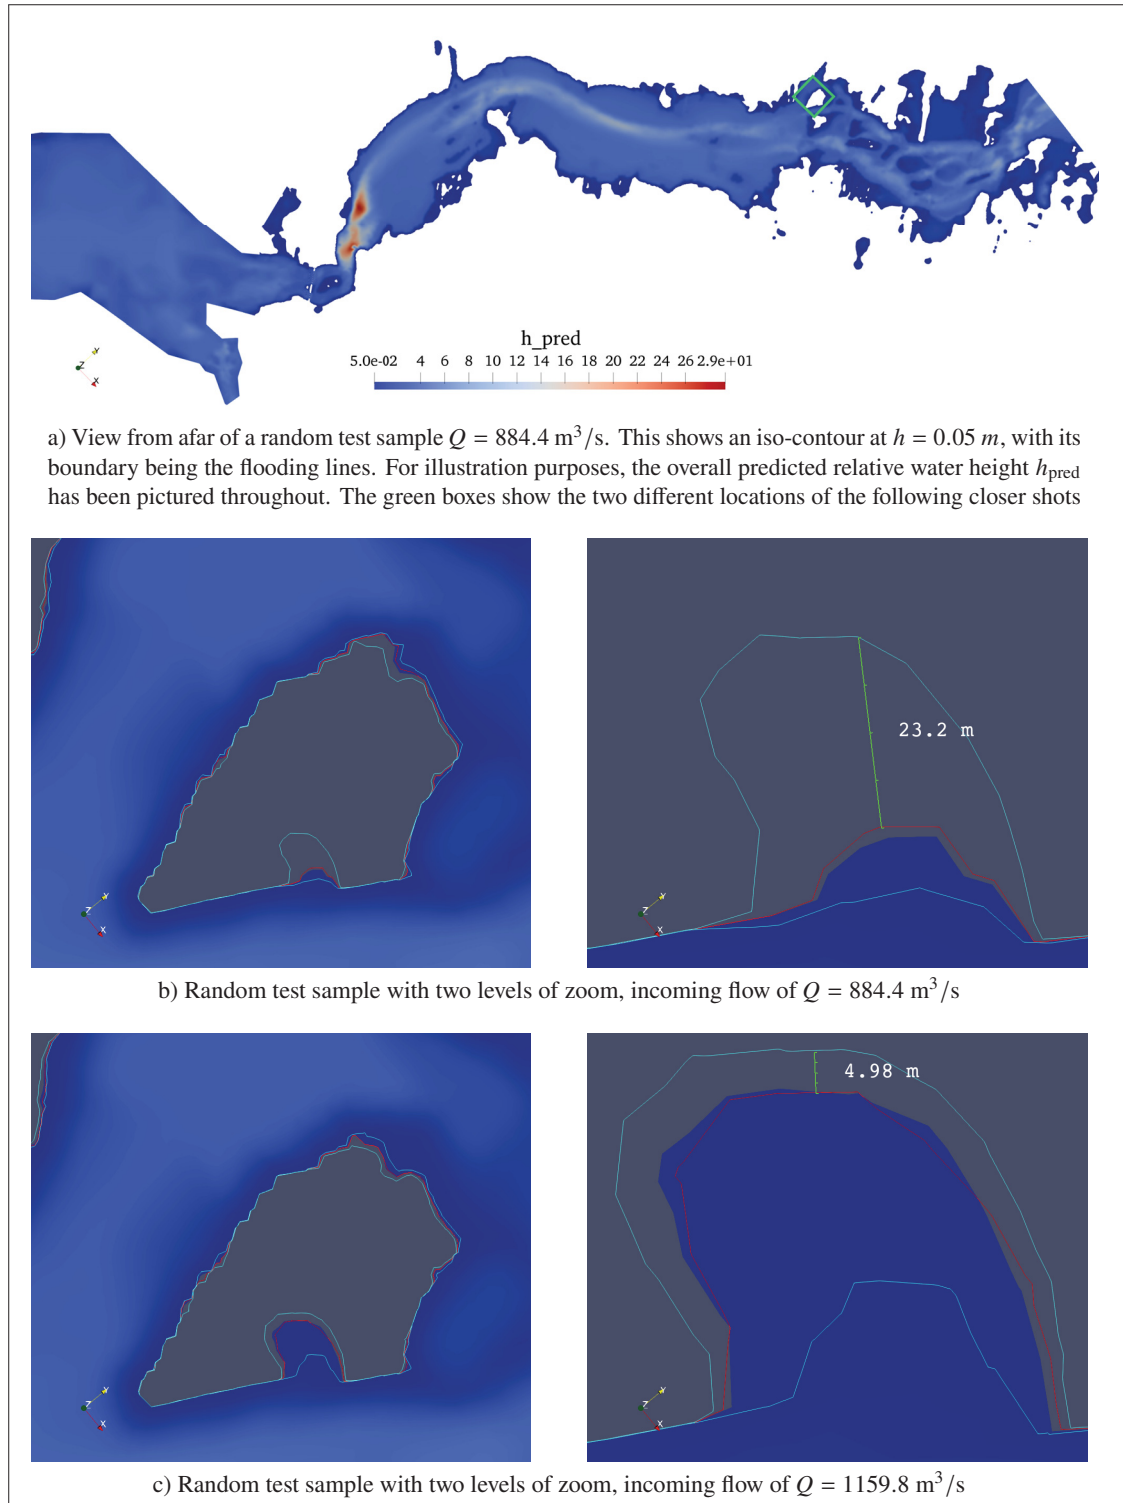 Y
Z
X
h_pred
5.0e-02 4 6 8 10 12 14 16 18 20 22 24 26 2.9e+01
a) View from afar of a random test sample Q = 884.4 m³/s. This shows an iso-contour at h = 0.05 m, with its
boundary being the flooding lines. For illustration purposes, the overall predicted relative water height h_pred
has been pictured throughout. The green boxes show the two different locations of the following closer shots
Y
Z
X
23.2 m
Y
Z
X
b) Random test sample with two levels of zoom, incoming flow of Q = 884.4 m³/s
Y
Z
X
4.98 m
Y
Z
X
c) Random test sample with two levels of zoom, incoming flow of Q = 1159.8 m³/s